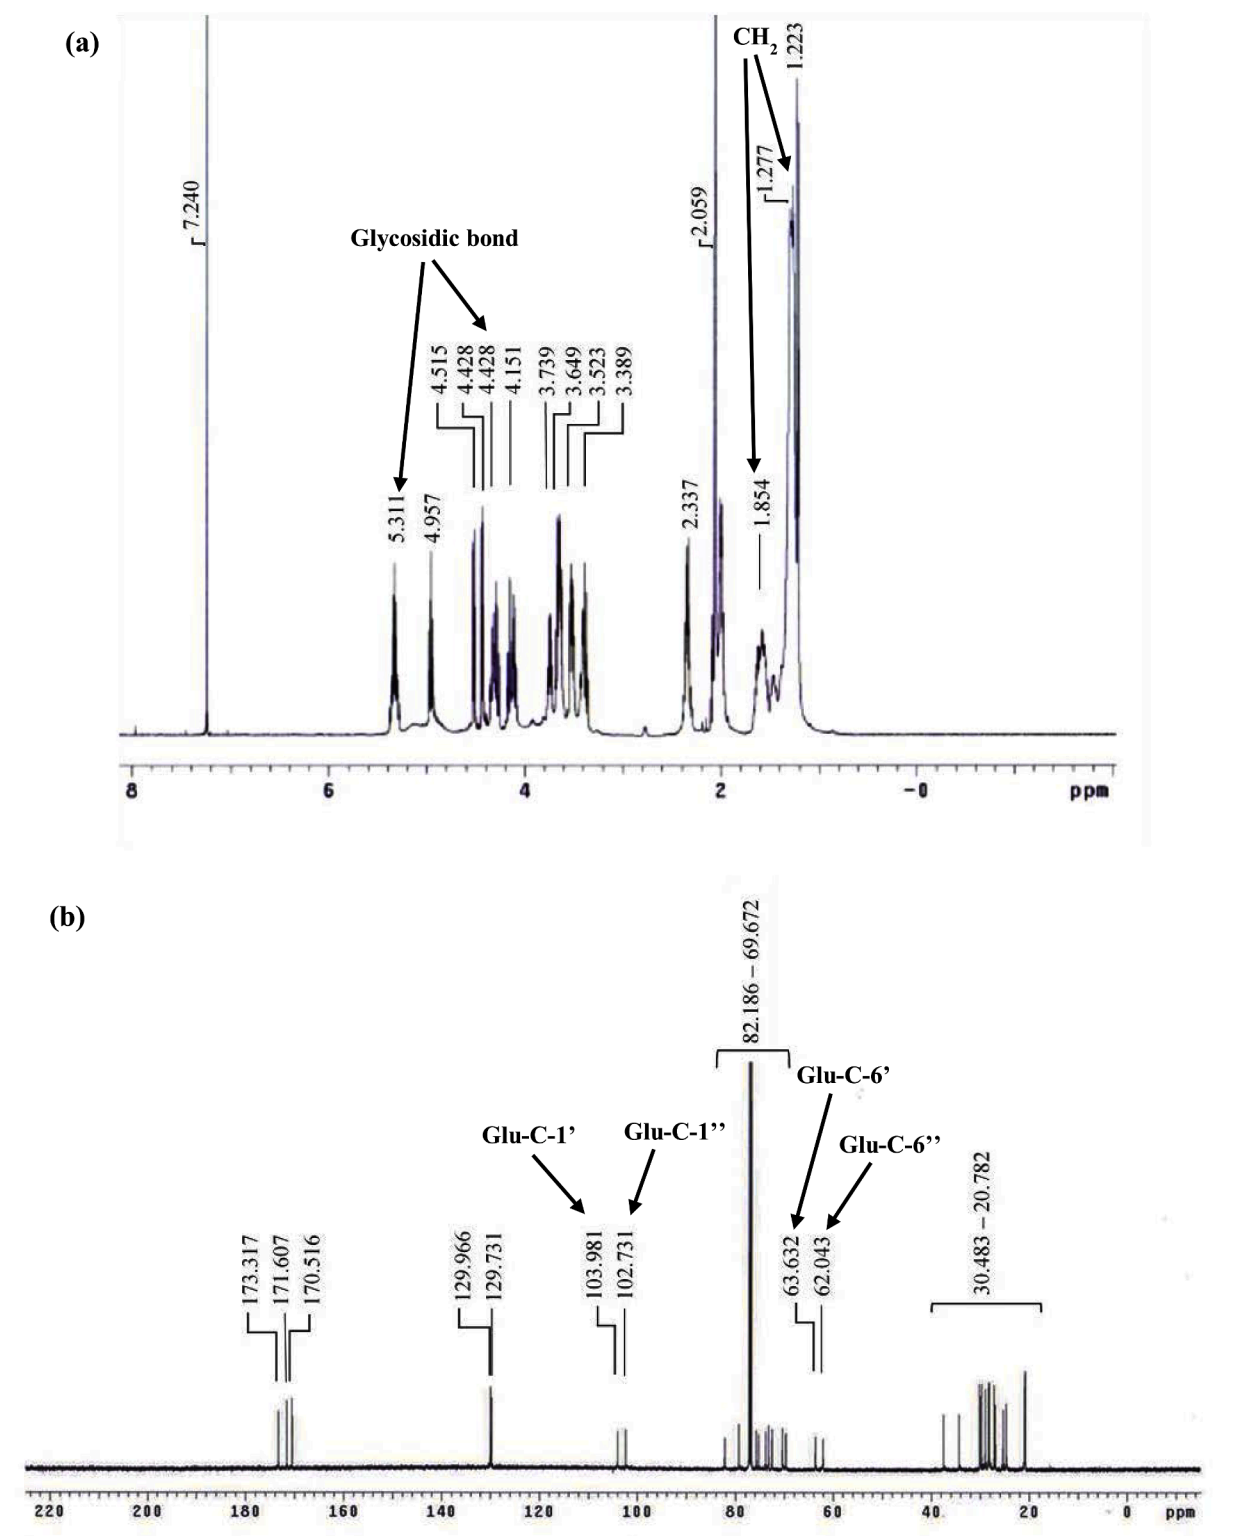 (a)
CH2
1.223
1.277
7.240
2.059
Glycosidic bond
4.515
4.428
4.428
4.151
3.739
3.649
3.523
3.389
5.311
4.957
2.337
1.854
8 6 4 2 -0 ppm
(b)
82.186 – 69.672
Glu-C-6’
Glu-C-1’
Glu-C-1’’
Glu-C-6’’
173.317
171.607
170.516
129.966
129.731
103.981
102.731
63.632
62.043
30.483 – 20.782
220 200 180 160 140 120 100 80 60 40 20 0 ppm